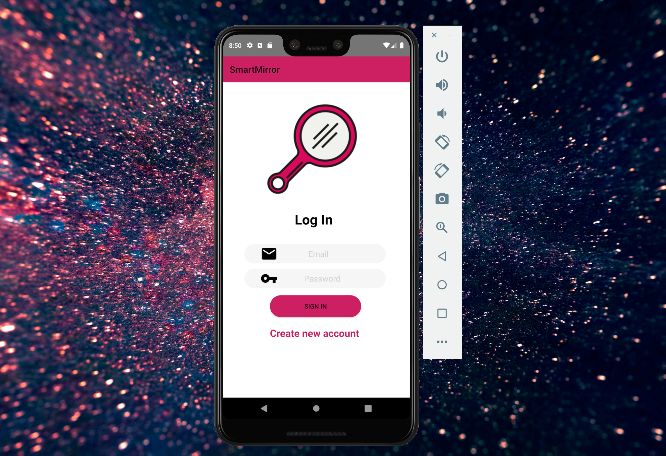 8:50
SmartMirror
Log In
Email
Password
SIGN IN
Create new account